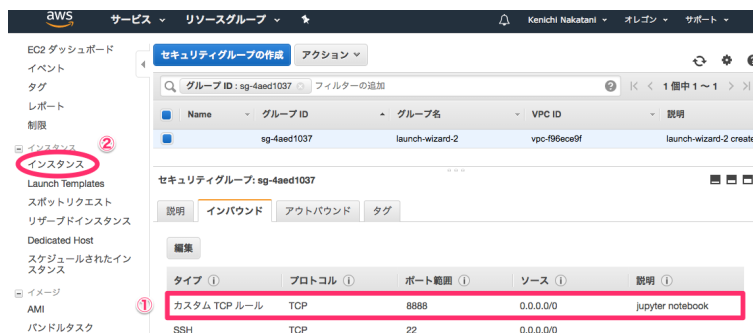 aws サービス リソースグループ Kenichi Nakatani オレゴン サポート
EC2 ダッシュボード
イベント
タグ
レポート
制限
インスタンス
②
インスタンス
Launch Templates
スポットリクエスト
リザーブドインスタンス
Dedicated Host
スケジュールされたイン
スタンス
イメージ
AMI
バンドルタスク
セキュリティグループの作成 アクション
グループ ID : sg-4aed1037 フィルターの追加 1 個中 1 ~ 1
Name グループ ID グループ名 VPC ID 説明
sg-4aed1037 launch-wizard-2 vpc-f96ece9f launch-wizard-2 create
セキュリティグループ: sg-4aed1037
説明 インバウンド アウトバウンド タグ
編集
タイプ プロトコル ポート範囲 ソース 説明
①
カスタム TCP ルール TCP 8888 0.0.0.0/0 jupyter notebook
SSH TCP 22 0.0.0.0/0